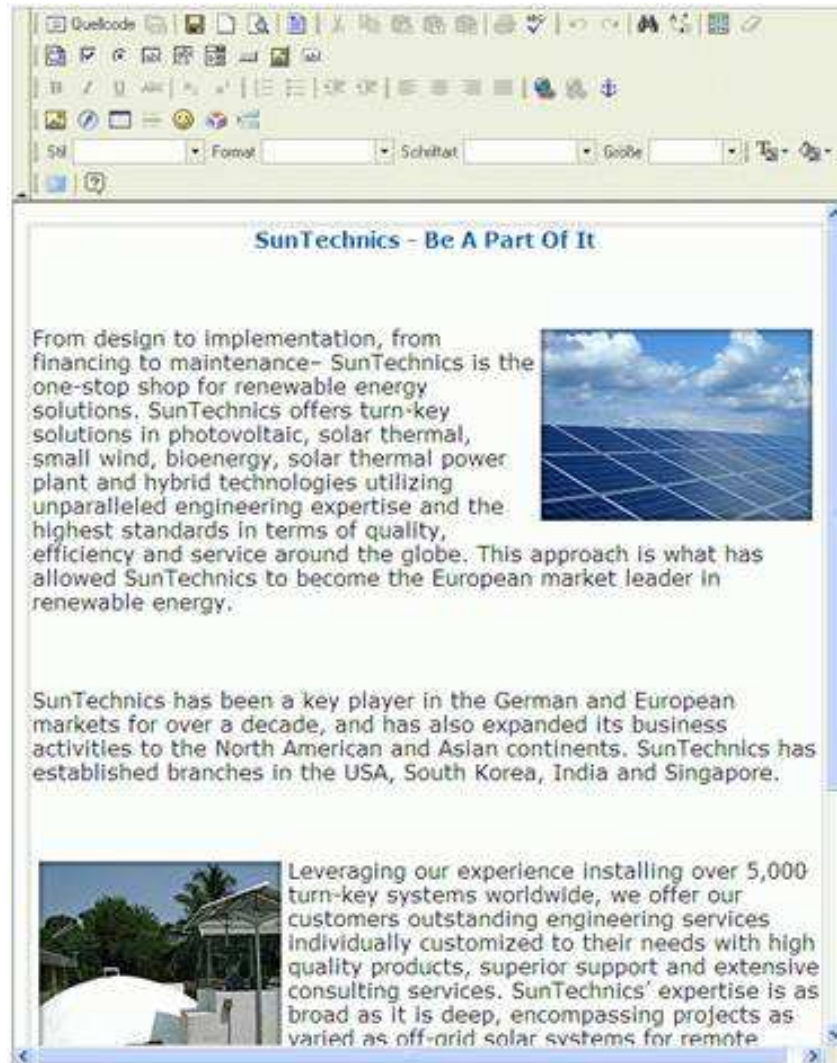 Quellcode
B I U ABC
Stil Format Schriftart Größe
SunTechnics - Be A Part Of It
From design to implementation, from
financing to maintenance– SunTechnics is the
one-stop shop for renewable energy
solutions. SunTechnics offers turn-key
solutions in photovoltaic, solar thermal,
small wind, bioenergy, solar thermal power
plant and hybrid technologies utilizing
unparalleled engineering expertise and the
highest standards in terms of quality,
efficiency and service around the globe. This approach is what has
allowed SunTechnics to become the European market leader in
renewable energy.
SunTechnics has been a key player in the German and European
markets for over a decade, and has also expanded its business
activities to the North American and Asian continents. SunTechnics has
established branches in the USA, South Korea, India and Singapore.
Leveraging our experience installing over 5,000
turn-key systems worldwide, we offer our
customers outstanding engineering services
individually customized to their needs with high
quality products, superior support and extensive
consulting services. SunTechnics’ expertise is as
broad as it is deep, encompassing projects as
varied as off-grid solar systems for remote